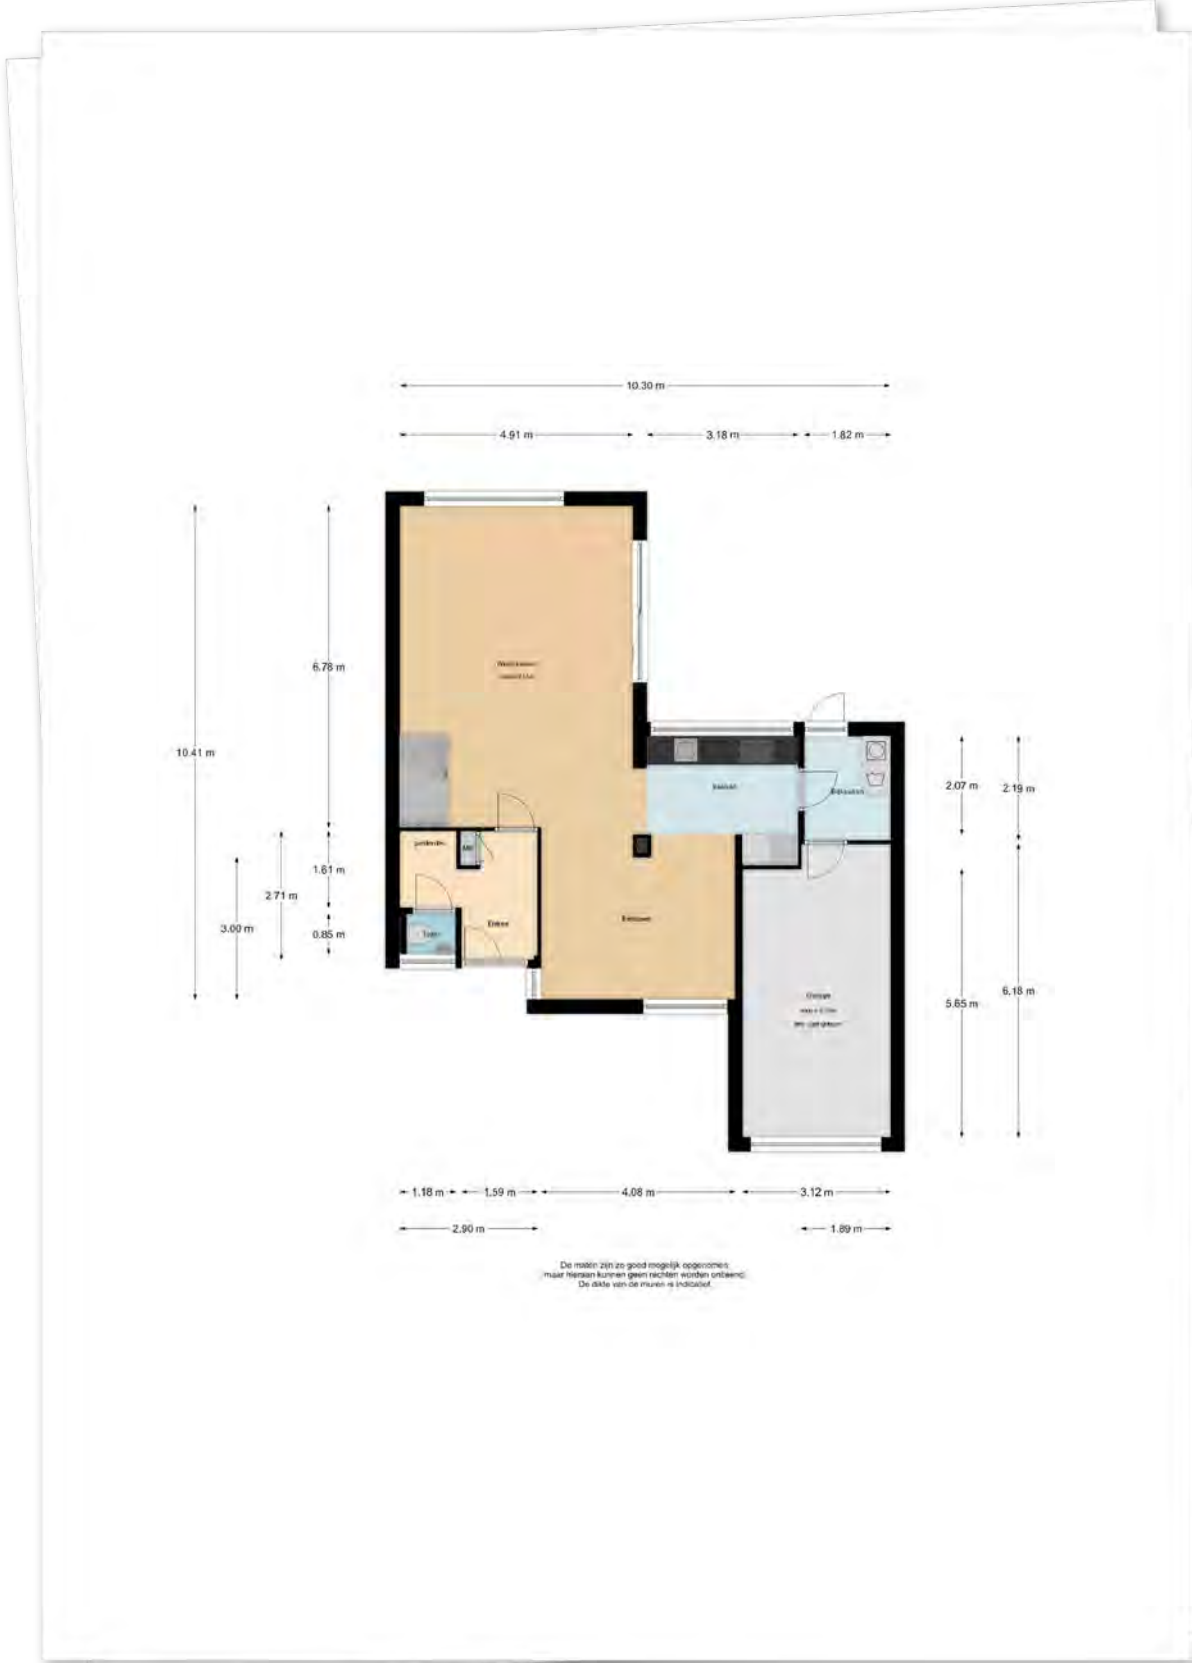 10.30 m
4.91 m
3.18 m
1.82 m
10.41 m
6.78 m
3.00 m
2.71 m
1.61 m
0.85 m
2.07 m
2.19 m
5.65 m
6.18 m
Keuken
Bijkeuken
garderobe
MK
Entree
Toilet
Eetkamer
Garage
1.18 m
1.59 m
4.08 m
3.12 m
2.90 m
1.89 m
De maten zijn zo goed mogelijk opgenomen,
maar hieraan kunnen geen rechten worden ontleend.
De dikte van de muren is indicatief.